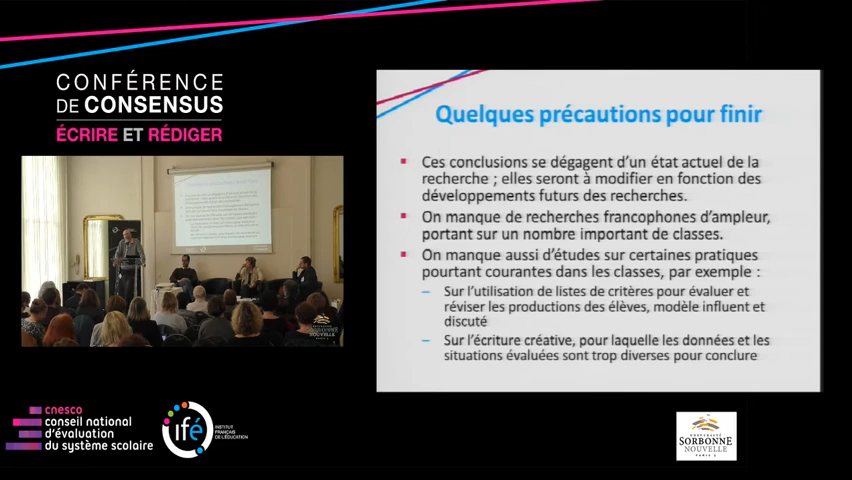 CONFÉRENCE
DE CONSENSUS
ÉCRIRE ET RÉDIGER
Quelques précautions pour finir
Ces conclusions se dégagent d'un état actuel de la
recherche ; elles seront à modifier en fonction des
développements futurs des recherches.
On manque de recherches francophones d'ampleur,
portant sur un nombre important de classes.
On manque aussi d'études sur certaines pratiques
pourtant courantes dans les classes, par exemple :
– Sur l'utilisation de listes de critères pour évaluer et
réviser les productions des élèves, modèle influent et
discuté
– Sur l'écriture créative, pour laquelle les données et les
situations évaluées sont trop diverses pour conclure
cnesco
conseil national
d'évaluation
du système scolaire
ifé
INSTITUT
FRANÇAIS
DE L'ÉDUCATION
UNIVERSITÉ
SORBONNE
NOUVELLE
PARIS 3